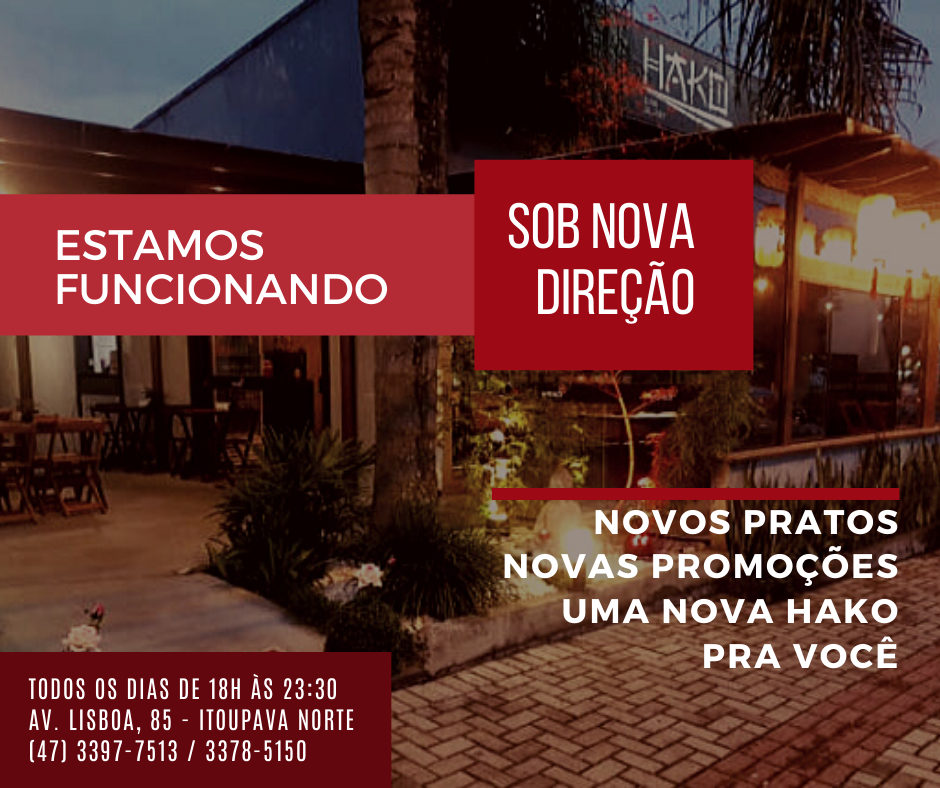 HAKO
ESTAMOS
FUNCIONANDO
SOB NOVA
DIREÇÃO
NOVOS PRATOS
NOVAS PROMOÇÕES
UMA NOVA HAKO
PRA VOCÊ
TODOS OS DIAS DE 18H ÀS 23:30
AV. LISBOA, 85 - ITOUPAVA NORTE
(47) 3397-7513 / 3378-5150